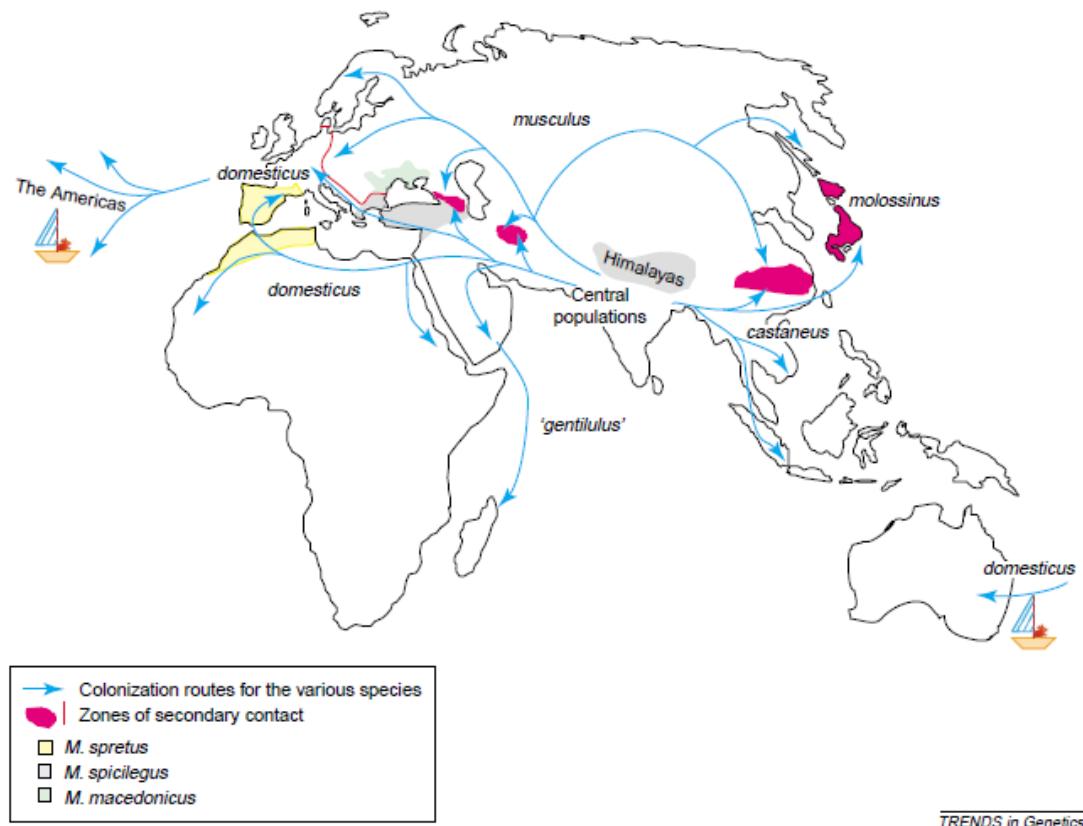 musculus
domesticus
The Americas
molossinus
Himalayas
domesticus
Central
populations
castaneus
'gentilulus'
domesticus
Colonization routes for the various species
Zones of secondary contact
M. spretus
M. spicilegus
M. macedonicus
TRENDS in Genetics